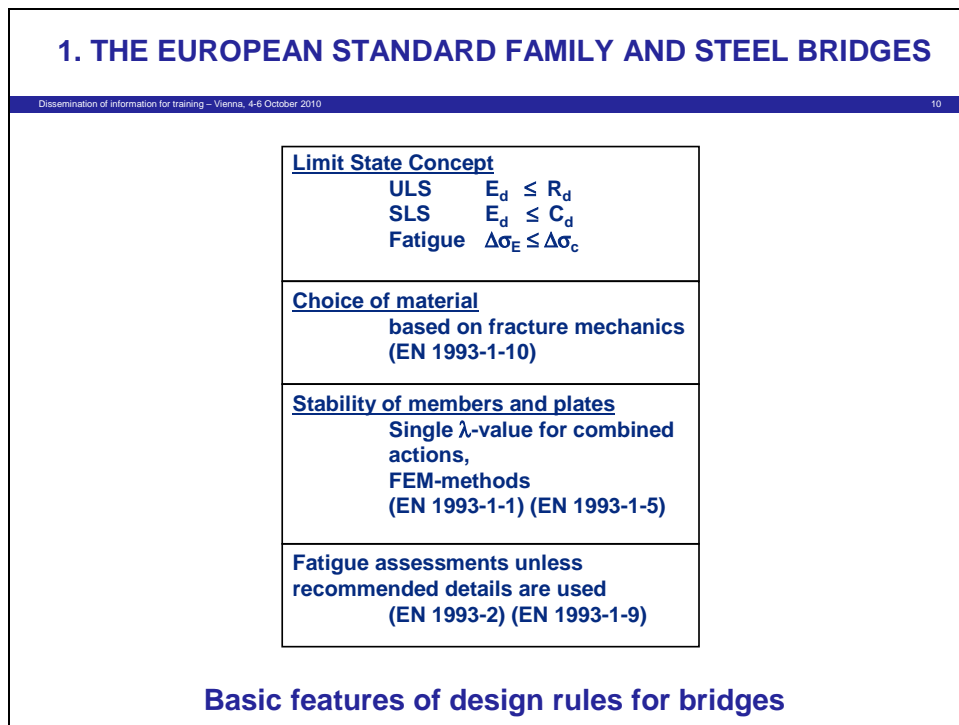 1. THE EUROPEAN STANDARD FAMILY AND STEEL BRIDGES
Dissemination of information for training – Vienna, 4-6 October 2010 10
Limit State Concept
ULS E_d ≤ R_d
SLS E_d ≤ C_d
Fatigue Δσ_E ≤ Δσ_c
Choice of material
based on fracture mechanics
(EN 1993-1-10)
Stability of members and plates
Single λ-value for combined
actions,
FEM-methods
(EN 1993-1-1) (EN 1993-1-5)
Fatigue assessments unless
recommended details are used
(EN 1993-2) (EN 1993-1-9)
Basic features of design rules for bridges